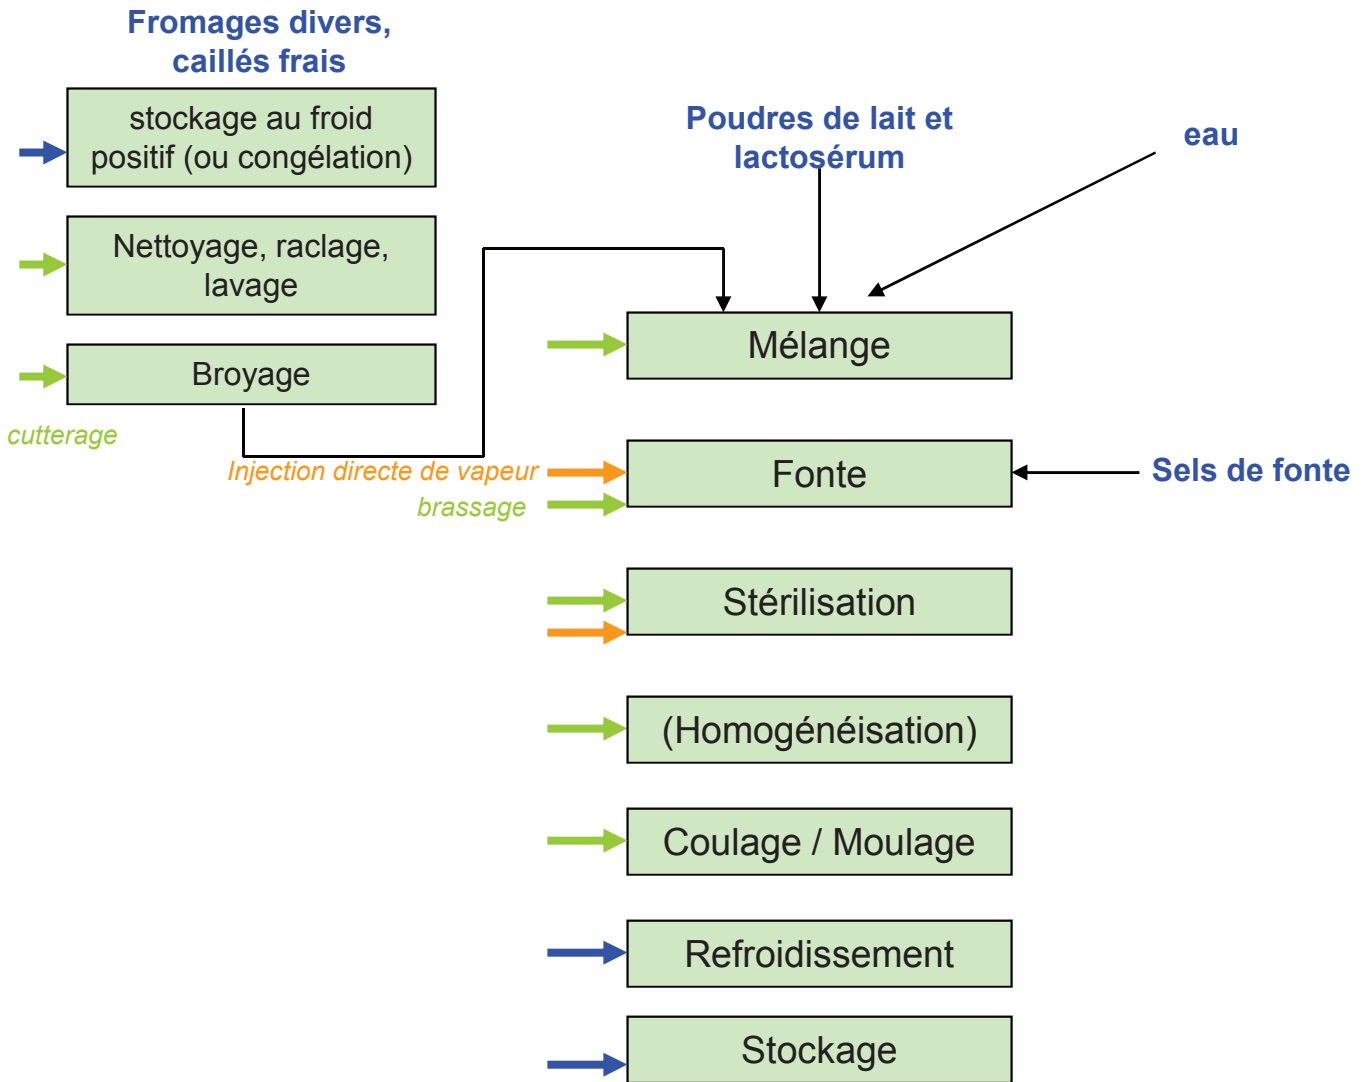 Fromages divers,
caillés frais
stockage au froid
positif (ou congélation)
Nettoyage, raclage,
lavage
Broyage
cutterage
Poudres de lait et
lactosérum
eau
Mélange
Injection directe de vapeur
brassage
Fonte
Sels de fonte
Stérilisation
(Homogénéisation)
Coulage / Moulage
Refroidissement
Stockage